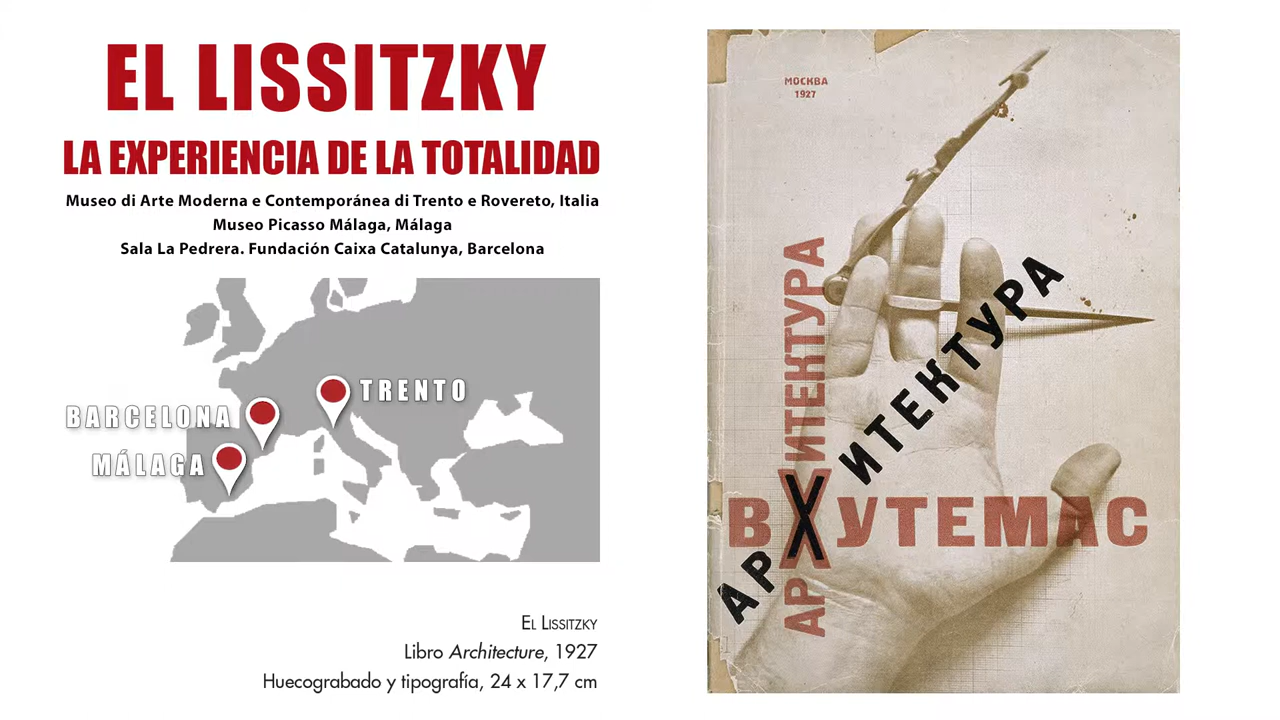 EL LISSITZKY
LA EXPERIENCIA DE LA TOTALIDAD
Museo di Arte Moderna e Contemporánea di Trento e Rovereto, Italia
Museo Picasso Málaga, Málaga
Sala La Pedrera. Fundación Caixa Catalunya, Barcelona
TRENTO
BARCELONA
MÁLAGA
El Lissitzky
Libro Architecture, 1927
Huecograbado y tipografía, 24 x 17,7 cm
МОСКВА
1927
АРХИТЕКТУРА
АРХИТЕКТУРА
ВХУТЕМАС